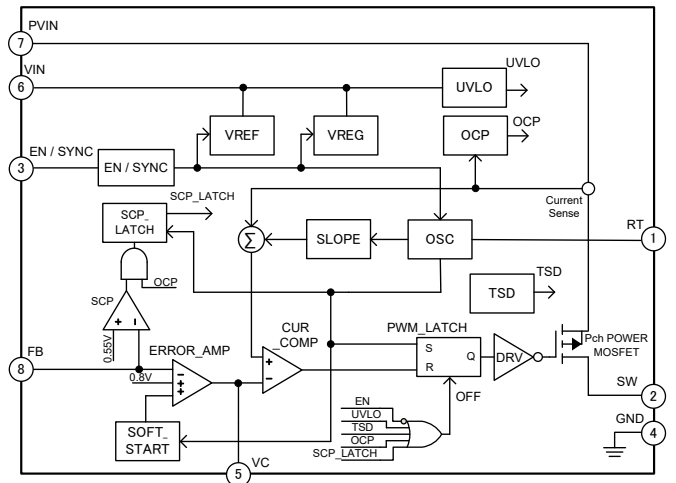 PVIN
7
VIN
6
UVLO
UVLO
VREF
VREG
OCP
OCP
EN / SYNC
3
EN / SYNC
SCP_LATCH
SCP_
LATCH
Current
Sense
Σ
SLOPE
OSC
RT
1
OCP
SCP
TSD
TSD
+ −
0.55V
FB
8
ERROR_AMP
CUR
_COMP
PWM_LATCH
0.8V
−
+
+
+
−
S
R
Q
DRV
Pch POWER
MOSFET
SW
2
OFF
EN
UVLO
TSD
OCP
SCP_LATCH
GND
4
SOFT_
START
VC
5